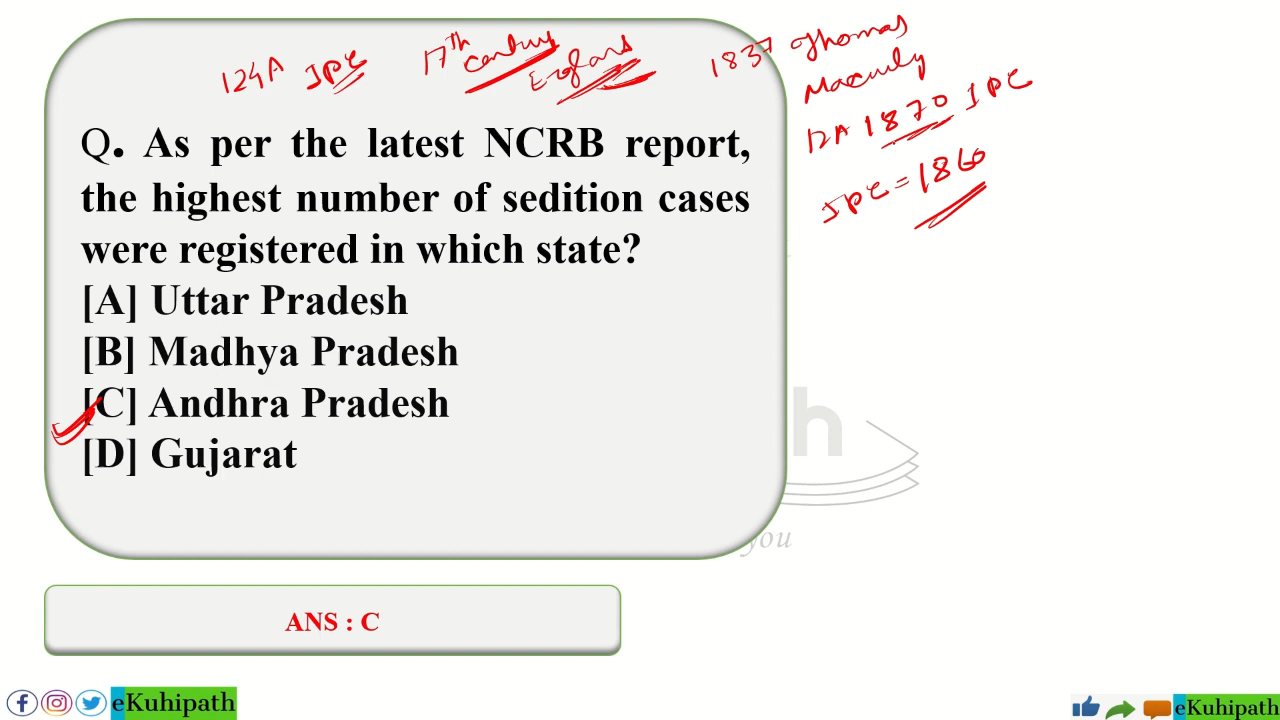 124A IPC 17th century England 1837 Thomas
Macauly
12A 1870 IPC
IPC = 1860
Q. As per the latest NCRB report,
the highest number of sedition cases
were registered in which state?
[A] Uttar Pradesh
[B] Madhya Pradesh
[C] Andhra Pradesh
[D] Gujarat
h
you
ANS : C
eKuhipath
eKuhipath